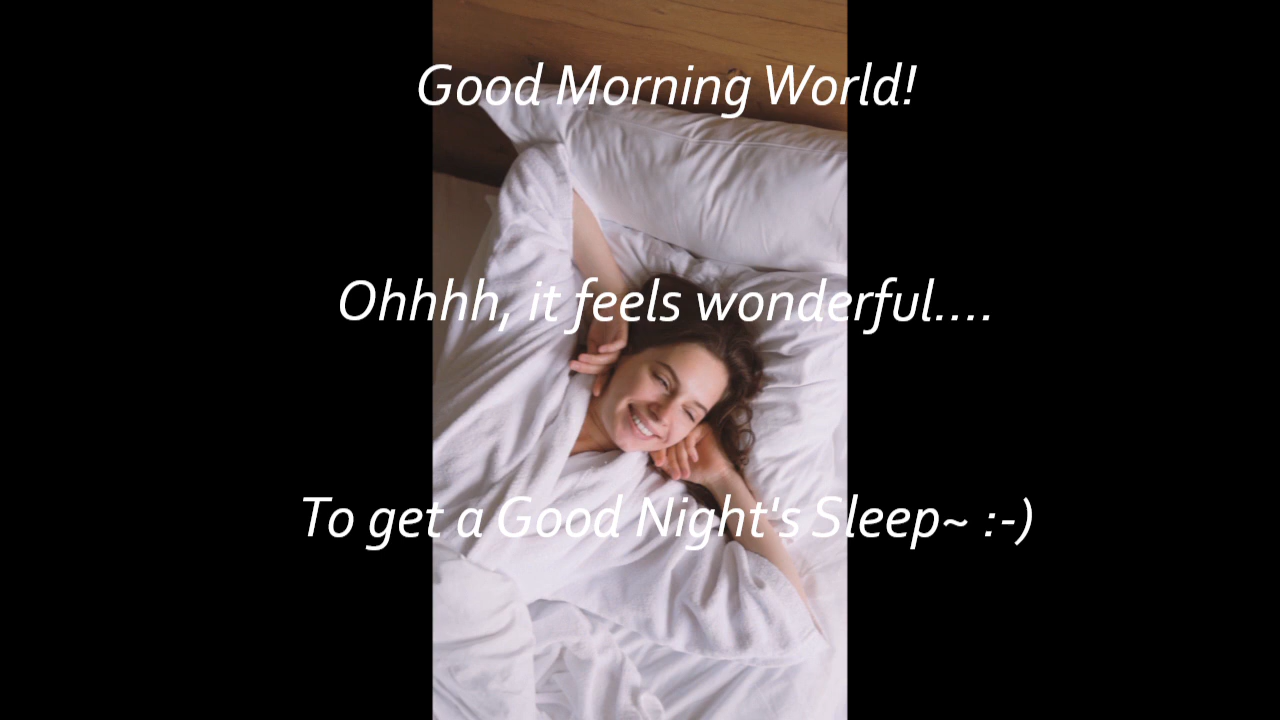 Good Morning World!
Ohhhh, it feels wonderful....
To get a Good Night's Sleep~ :-)